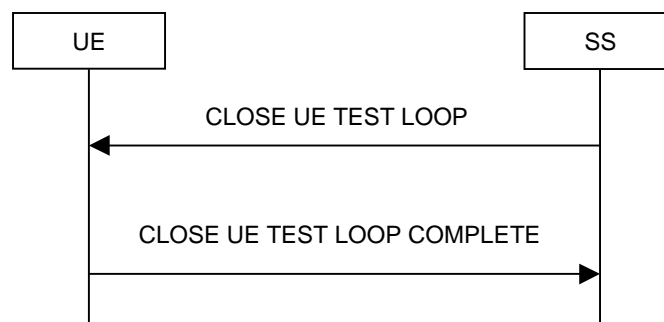 UE
SS
CLOSE UE TEST LOOP
CLOSE UE TEST LOOP COMPLETE